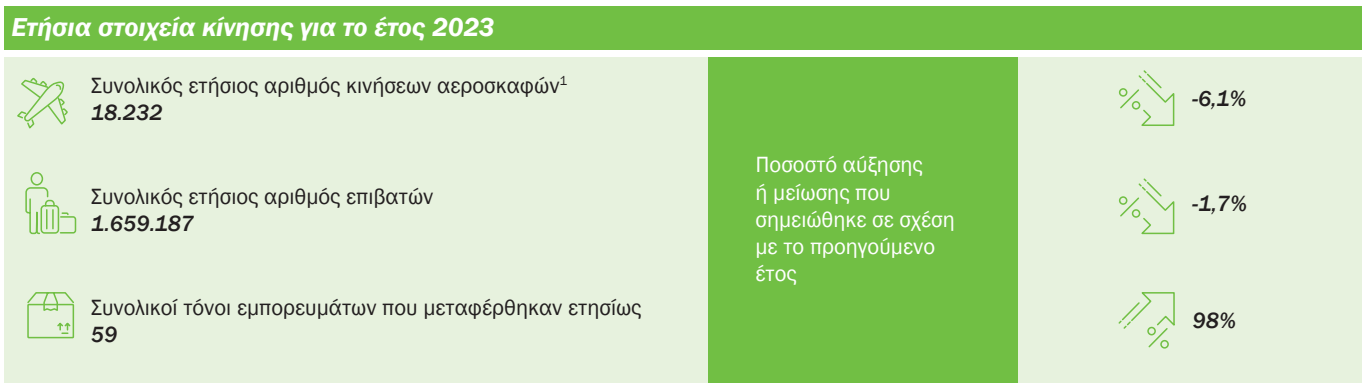 Ετήσια στοιχεία κίνησης για το έτος 2023
Συνολικός ετήσιος αριθμός κινήσεων αεροσκαφών¹
18.232
-6,1%
Συνολικός ετήσιος αριθμός επιβατών
1.659.187
-1,7%
Συνολικοί τόνοι εμπορευμάτων που μεταφέρθηκαν ετησίως
59
98%
Ποσοστό αύξησης
ή μείωσης που
σημειώθηκε σε σχέση
με το προηγούμενο
έτος